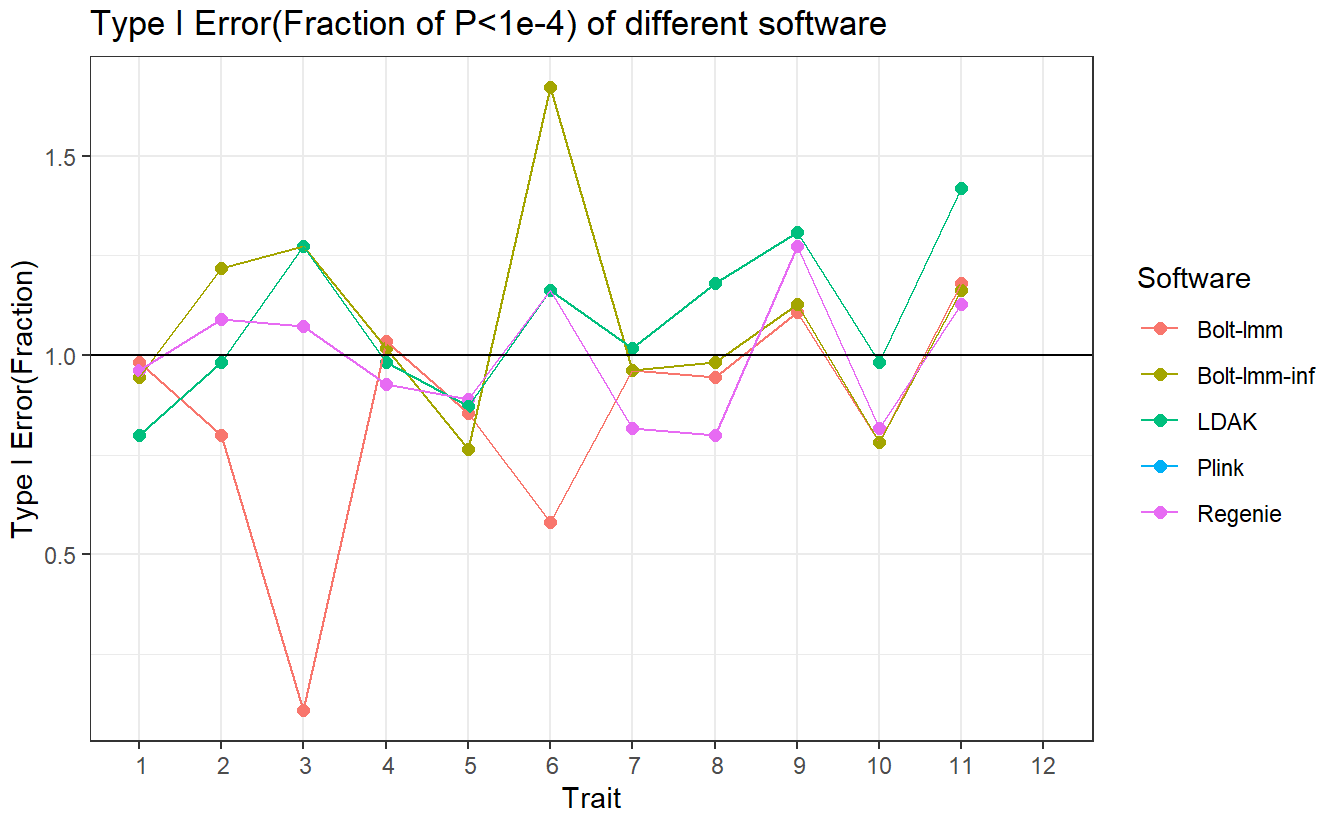 Type I Error(Fraction of P<1e-4) of different software
Type I Error(Fraction)
1.5
1.0
0.5
1 2 3 4 5 6 7 8 9 10 11 12
Trait
Software
Bolt-lmm
Bolt-lmm-inf
LDAK
Plink
Regenie